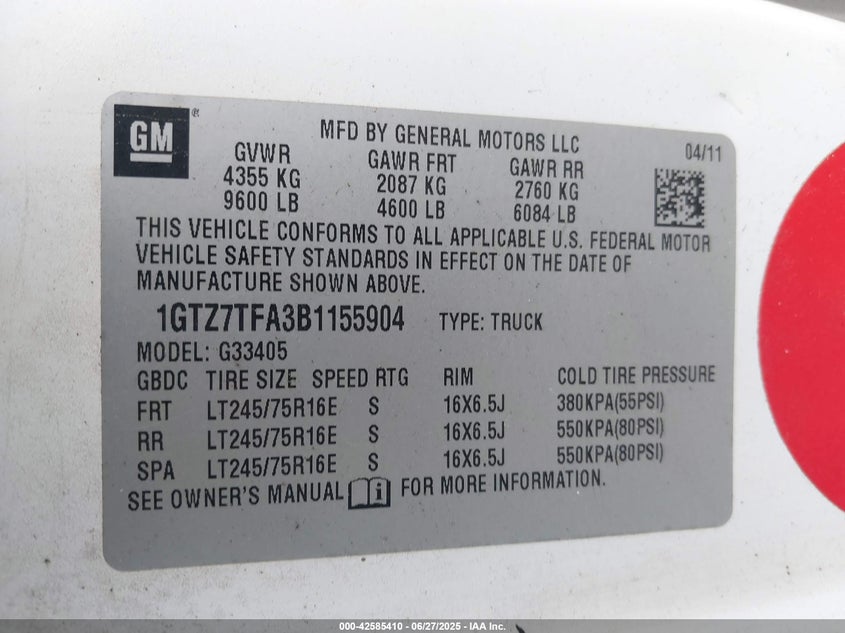 GM ®
MFD BY GENERAL MOTORS LLC
04/11
GVWR GAWR FRT GAWR RR
4355 KG 2087 KG 2760 KG
9600 LB 4600 LB 6084 LB
THIS VEHICLE CONFORMS TO ALL APPLICABLE U.S. FEDERAL MOTOR
VEHICLE SAFETY STANDARDS IN EFFECT ON THE DATE OF
MANUFACTURE SHOWN ABOVE.
1GTZ7TFA3B1155904 TYPE: TRUCK
MODEL: G33405
GBDC TIRE SIZE SPEED RTG RIM COLD TIRE PRESSURE
FRT LT245/75R16E S 16X6.5J 380KPA(55PSI)
RR LT245/75R16E S 16X6.5J 550KPA(80PSI)
SPA LT245/75R16E S 16X6.5J 550KPA(80PSI)
SEE OWNER'S MANUAL i FOR MORE INFORMATION.
000-42585410 - 06/27/2025 - IAA Inc.